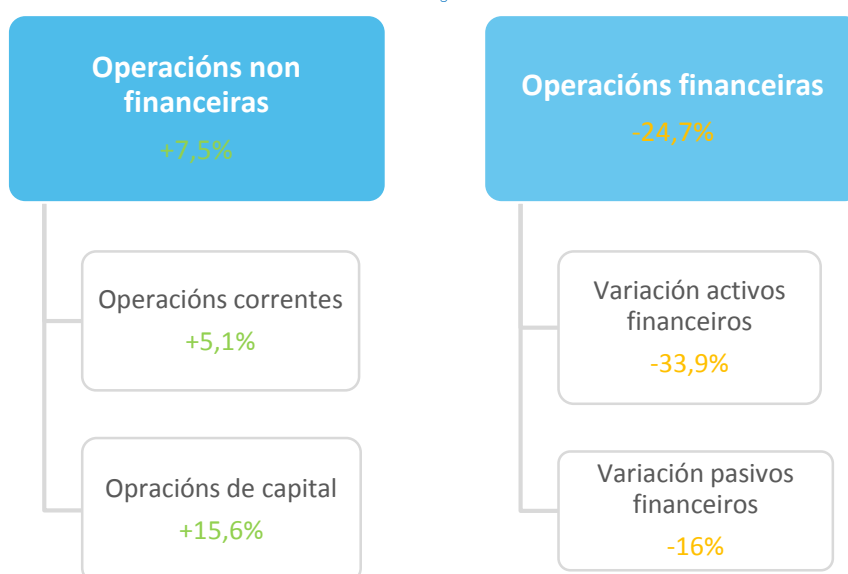 Operacións non
financeiras
+7,5%
Operacións correntes
+5,1%
Opracións de capital
+15,6%
Operacións financeiras
-24,7%
Variación activos
financeiros
-33,9%
Variación pasivos
financeiros
-16%